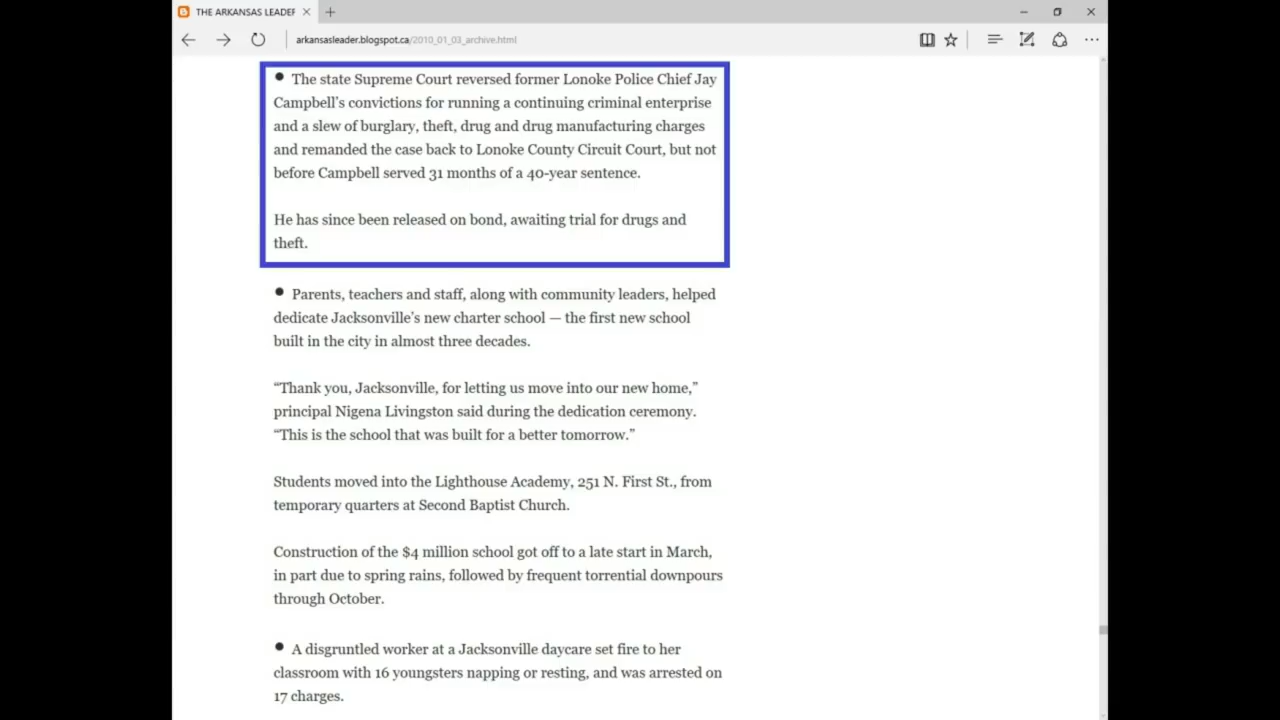 THE ARKANSAS LEADER
arkansasleader.blogspot.ca/2010_01_03_archive.html
● The state Supreme Court reversed former Lonoke Police Chief Jay
Campbell’s convictions for running a continuing criminal enterprise
and a slew of burglary, theft, drug and drug manufacturing charges
and remanded the case back to Lonoke County Circuit Court, but not
before Campbell served 31 months of a 40-year sentence.
He has since been released on bond, awaiting trial for drugs and
theft.
● Parents, teachers and staff, along with community leaders, helped
dedicate Jacksonville’s new charter school — the first new school
built in the city in almost three decades.
“Thank you, Jacksonville, for letting us move into our new home,”
principal Nigena Livingston said during the dedication ceremony.
“This is the school that was built for a better tomorrow.”
Students moved into the Lighthouse Academy, 251 N. First St., from
temporary quarters at Second Baptist Church.
Construction of the $4 million school got off to a late start in March,
in part due to spring rains, followed by frequent torrential downpours
through October.
● A disgruntled worker at a Jacksonville daycare set fire to her
classroom with 16 youngsters napping or resting, and was arrested on
17 charges.